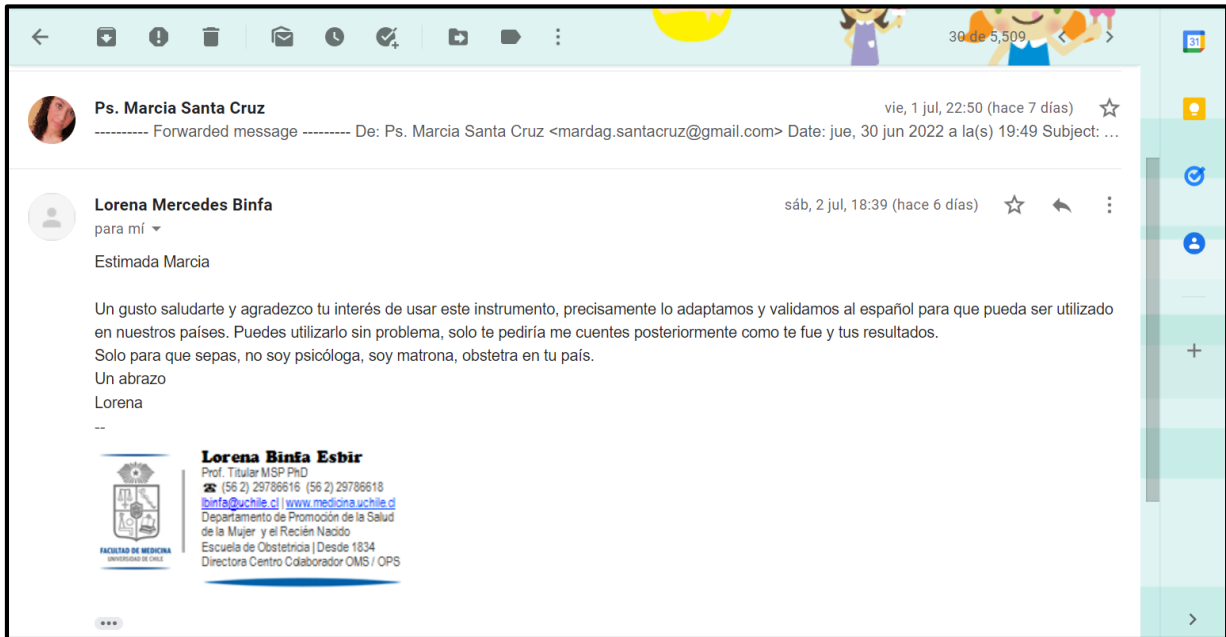 30 de 5,509
31
Ps. Marcia Santa Cruz
vie, 1 jul, 22:50 (hace 7 días)
---------- Forwarded message --------- De: Ps. Marcia Santa Cruz <mardag.santacruz@gmail.com> Date: jue, 30 jun 2022 a la(s) 19:49 Subject: …
Lorena Mercedes Binfa
sáb, 2 jul, 18:39 (hace 6 días)
para mí
Estimada Marcia
Un gusto saludarte y agradezco tu interés de usar este instrumento, precisamente lo adaptamos y validamos al español para que pueda ser utilizado
en nuestros países. Puedes utilizarlo sin problema, solo te pediría me cuentes posteriormente como te fue y tus resultados.
Solo para que sepas, no soy psicóloga, soy matrona, obstetra en tu país.
Un abrazo
Lorena
--
Lorena Binfa Esbir
Prof. Titular MSP PhD
☎ (56 2) 29786616 (56 2) 29786618
lbinfa@uchile.cl | www.medicina.uchile.cl
Departamento de Promoción de la Salud
de la Mujer y el Recién Nacido
Escuela de Obstetricia | Desde 1834
Directora Centro Colaborador OMS / OPS
FACULTAD DE MEDICINA
UNIVERSIDAD DE CHILE